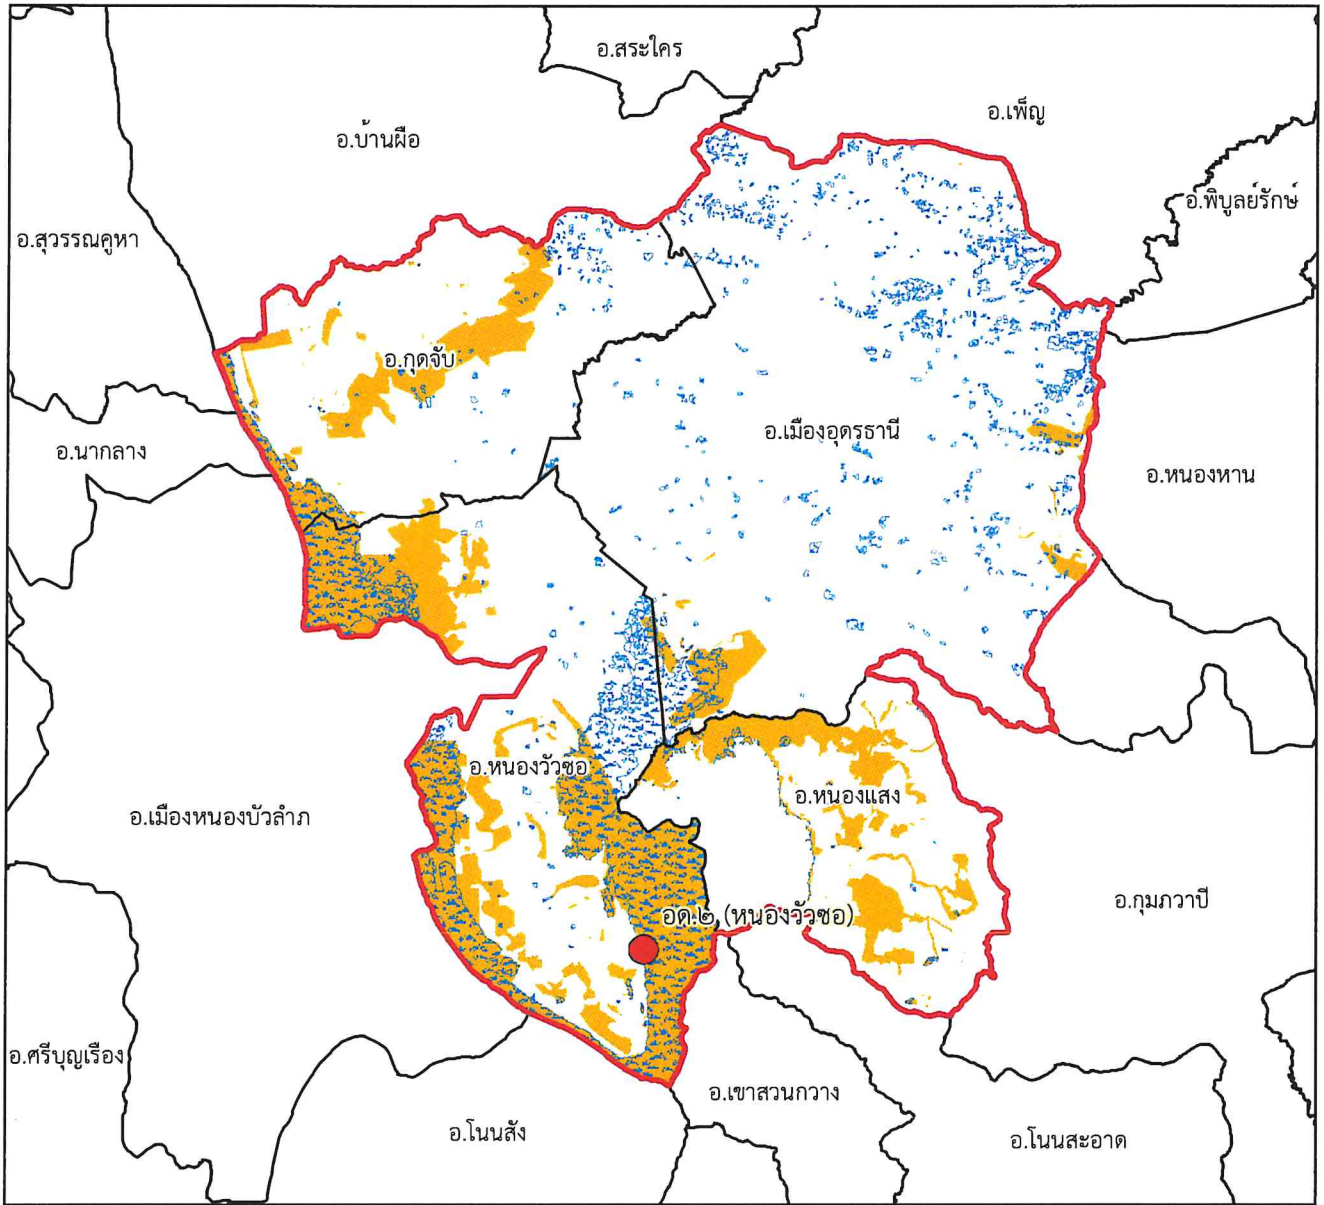 อ.สระใคร
อ.เพ็ญ
อ.บ้านผือ
อ.พิบูลย์รักษ์
อ.สุวรรณคูหา
อ.กุดจับ
อ.เมืองอุดรธานี
อ.นากลาง
อ.หนองหาน
อ.หนองวัวซอ
อ.หนองแสง
อ.เมืองหนองบัวลำภ
อ.กุมภวาปี
อด.๒ (หนองวัวซอ)
อ.ศรีบุญเรือง
อ.เขาสวนกวาง
อ.โนนสัง
อ.โนนสะอาด